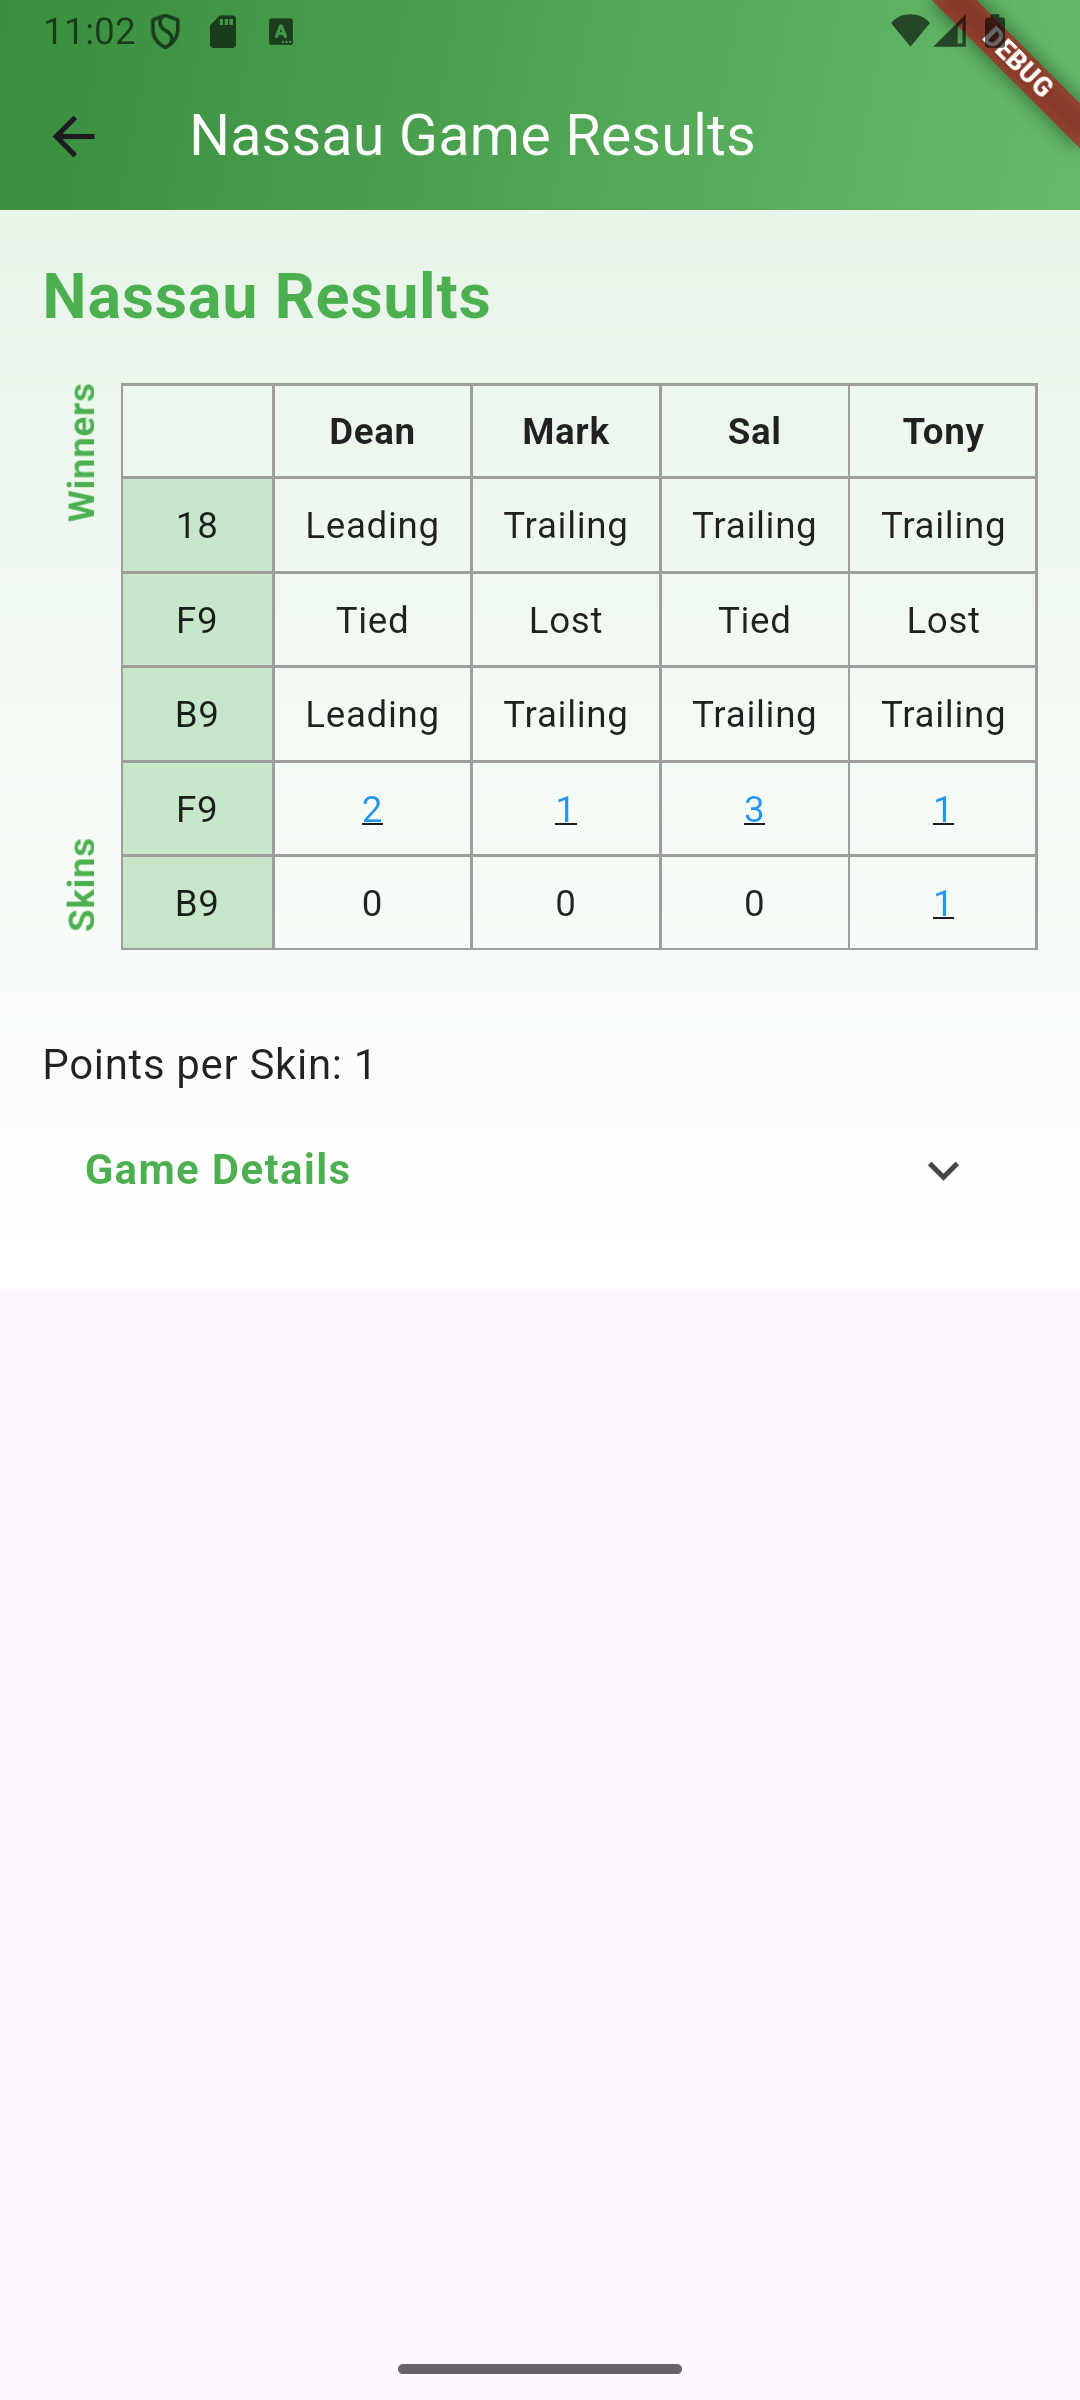 11:02
DEBUG
Nassau Game Results
Nassau Results
Winners
Dean Mark Sal Tony
18 Leading Trailing Trailing Trailing
F9 Tied Lost Tied Lost
B9 Leading Trailing Trailing Trailing
Skins
F9 2 1 3 1
B9 0 0 0 1
Points per Skin: 1
Game Details